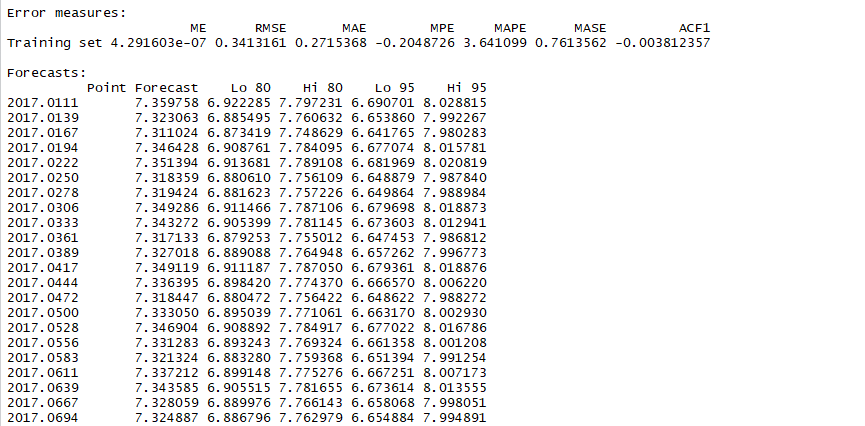 Error measures:
ME RMSE MAE MPE MAPE MASE ACF1
Training set 4.291603e-07 0.3413161 0.2715368 -0.2048726 3.641099 0.7613562 -0.003812357
Forecasts:
Point Forecast Lo 80 Hi 80 Lo 95 Hi 95
2017.0111 7.359758 6.922285 7.797231 6.690701 8.028815
2017.0139 7.323063 6.885495 7.760632 6.653860 7.992267
2017.0167 7.311024 6.873419 7.748629 6.641765 7.980283
2017.0194 7.346428 6.908761 7.784095 6.677074 8.015781
2017.0222 7.351394 6.913681 7.789108 6.681969 8.020819
2017.0250 7.318359 6.880610 7.756109 6.648879 7.987840
2017.0278 7.319424 6.881623 7.757226 6.649864 7.988984
2017.0306 7.349286 6.911466 7.787106 6.679698 8.018873
2017.0333 7.343272 6.905399 7.781145 6.673603 8.012941
2017.0361 7.317133 6.879253 7.755012 6.647453 7.986812
2017.0389 7.327018 6.889088 7.764948 6.657262 7.996773
2017.0417 7.349119 6.911187 7.787050 6.679361 8.018876
2017.0444 7.336395 6.898420 7.774370 6.666570 8.006220
2017.0472 7.318447 6.880472 7.756422 6.648622 7.988272
2017.0500 7.333050 6.895039 7.771061 6.663170 8.002930
2017.0528 7.346904 6.908892 7.784917 6.677022 8.016786
2017.0556 7.331283 6.893243 7.769324 6.661358 8.001208
2017.0583 7.321324 6.883280 7.759368 6.651394 7.991254
2017.0611 7.337212 6.899148 7.775276 6.667251 8.007173
2017.0639 7.343585 6.905515 7.781655 6.673614 8.013555
2017.0667 7.328059 6.889976 7.766143 6.658068 7.998051
2017.0694 7.324887 6.886796 7.762979 6.654884 7.994891